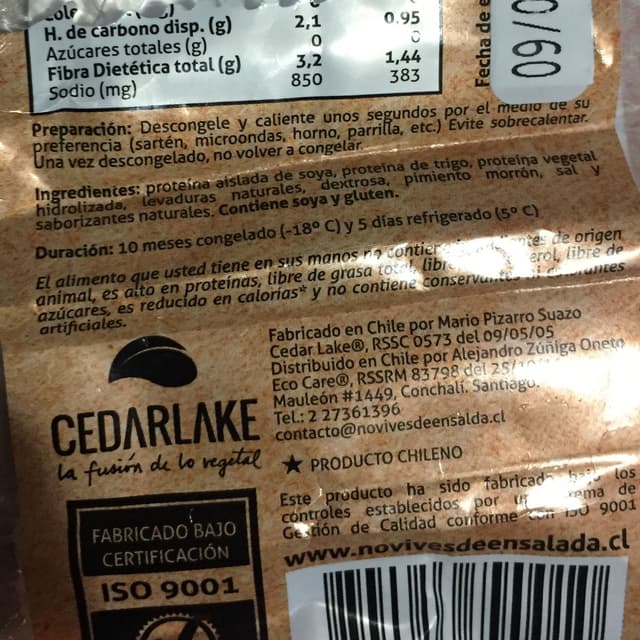 H. de carbono disp. (g) 2,1 0.95
Azúcares totales (g) 0 0
Fibra Dietética total (g) 3,2 1,44
Sodio (mg) 850 383
Fecha de e
60/0
Preparación: Descongele y caliente unos segundos por el medio de su
preferencia (sartén, microondas, horno, parrilla, etc.) Evite sobrecalentar.
Una vez descongelado, no volver a congelar.
Ingredientes: proteína aislada de soya, proteína de trigo, proteína vegetal
hidrolizada, levaduras naturales, dextrosa, pimiento morrón, sal y
saborizantes naturales. Contiene soya y gluten.
Duración: 10 meses congelado (-18º C) y 5 días refrigerado (5º C)
El alimento que usted tiene en sus manos no de origen
animal, es alto en proteínas, libre de grasa total, libre de
azúcares, es reducido en calorías* y no contiene
artificiales.
Fabricado en Chile por Mario Pizarro Suazo
Cedar Lake®, RSSC 0573 del 09/05/05
Distribuido en Chile por Alejandro Zúñiga Oneto
Eco Care®, RSSRM 83798 del
Mauleón #1449, Conchalí. Santiago.
Tel.: 2 27361396
contacto@novivesdeensalda.cl
CEDARLAKE
la fusión de lo vegetal
★ PRODUCTO CHILENO
Este producto ha sido fabricado bajo los
controles establecidos por de
Gestión de Calidad conforme con ISO 9001
www.novivesdeensalada.cl
FABRICADO BAJO
CERTIFICACIÓN
ISO 9001